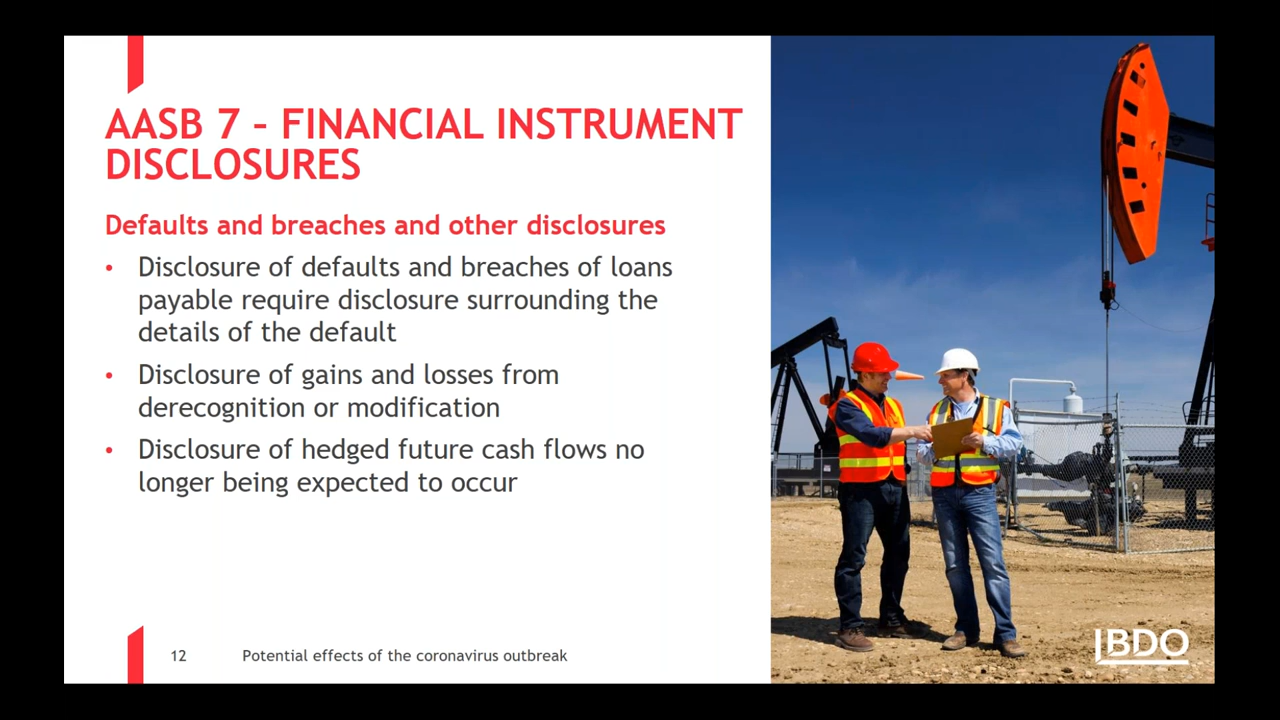 AASB 7 – FINANCIAL INSTRUMENT
DISCLOSURES
Defaults and breaches and other disclosures
• Disclosure of defaults and breaches of loans
payable require disclosure surrounding the
details of the default
• Disclosure of gains and losses from
derecognition or modification
• Disclosure of hedged future cash flows no
longer being expected to occur
12 Potential effects of the coronavirus outbreak
BDO